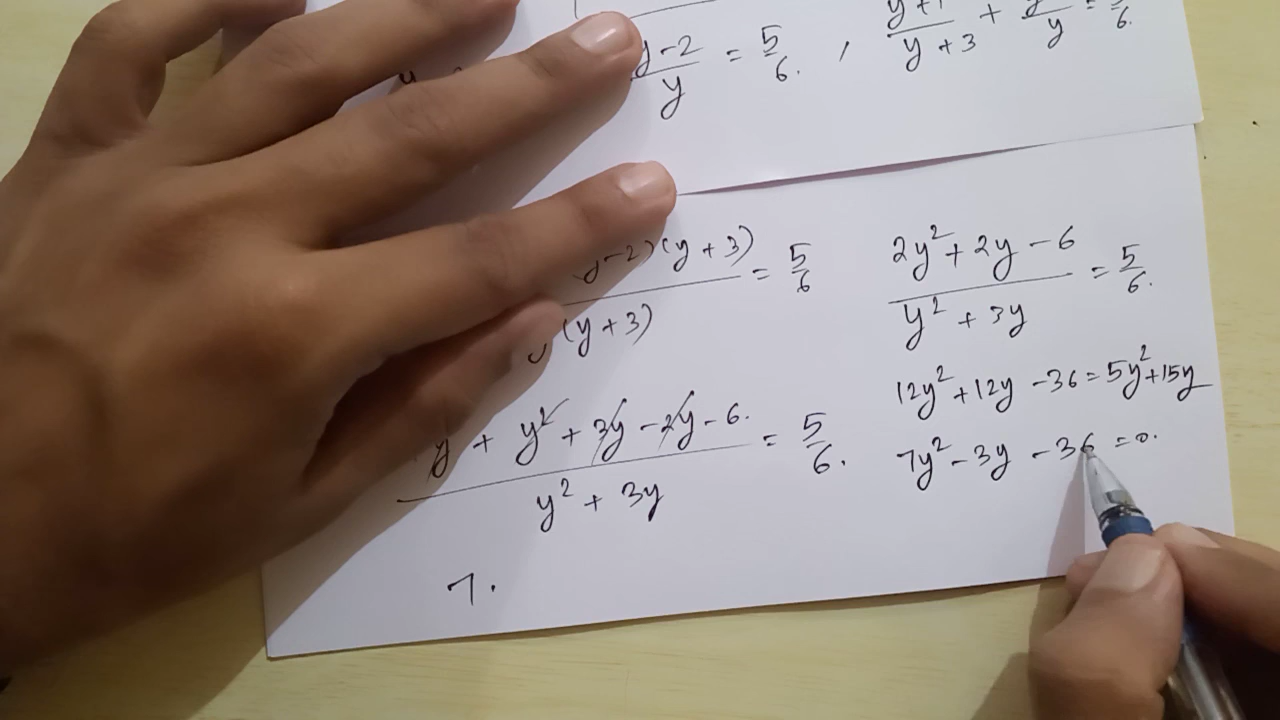 y-2/y = 5/6. , y+1/y+3 + /y = 5/6.
y-2)(y+3)/(y+3) = 5/6
2y²+2y-6/y²+3y = 5/6.
12y²+12y-36=5y²+15y
y + y² + 3y - 2y - 6./y² + 3y = 5/6.
7y²-3y-36=0.
7.